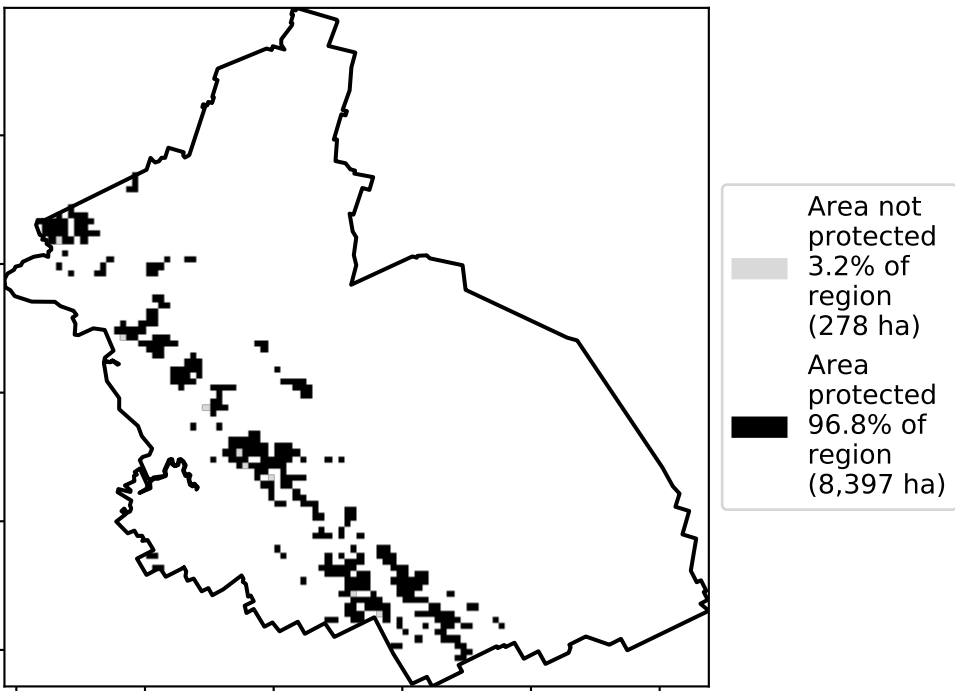 Area not
protected
3.2% of
region
(278 ha)
Area
protected
96.8% of
region
(8,397 ha)